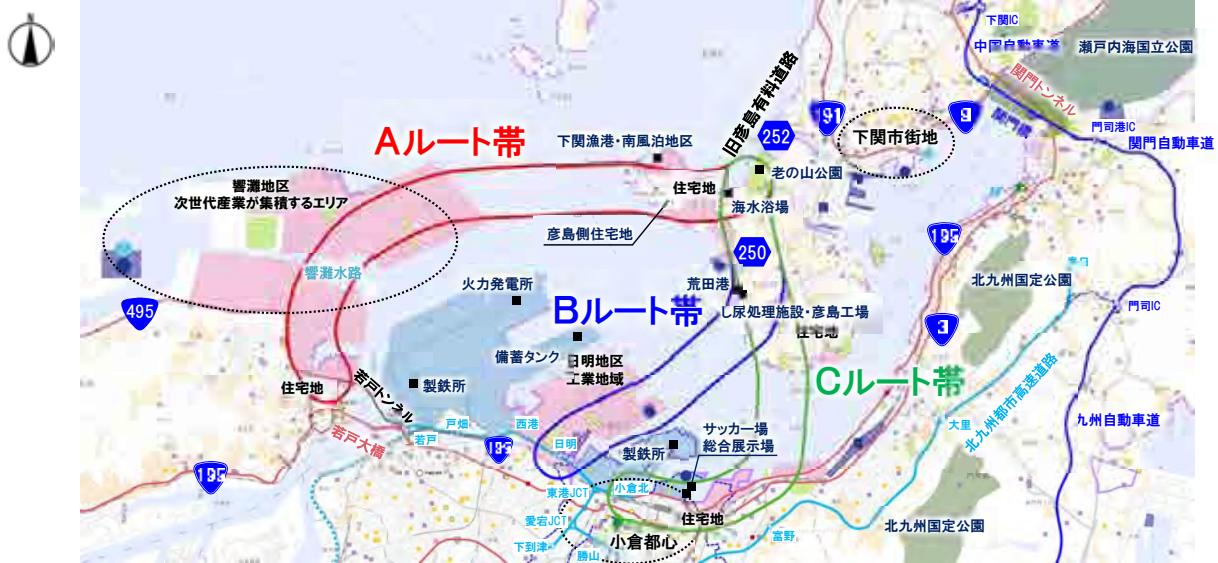 N
下関IC
中国自動車道
瀬戸内海国立公園
関門トンネル
関門橋
門司港IC
関門自動車道
旧彦島有料道路
252
191
9
下関市街地
Aルート帯
下関漁港・南風泊地区
老の山公園
住宅地
海水浴場
彦島側住宅地
響灘地区
次世代産業が集積するエリア
響灘水路
250
195
495
火力発電所
荒田港
Bルート帯
し尿処理施設・彦島工場
住宅地
北九州国定公園
春日
門司IC
3
備蓄タンク
日明地区
工業地域
製鉄所
住宅地
若戸トンネル
Cルート帯
北九州都市高速道路
大里
九州自動車道
若戸大橋
若戸
戸畑
西港
日明
199
サッカー場
総合展示場
製鉄所
195
東港JCT
小倉北
愛宕JCT
住宅地
小倉都心
下到津
勝山
富野
北九州国定公園